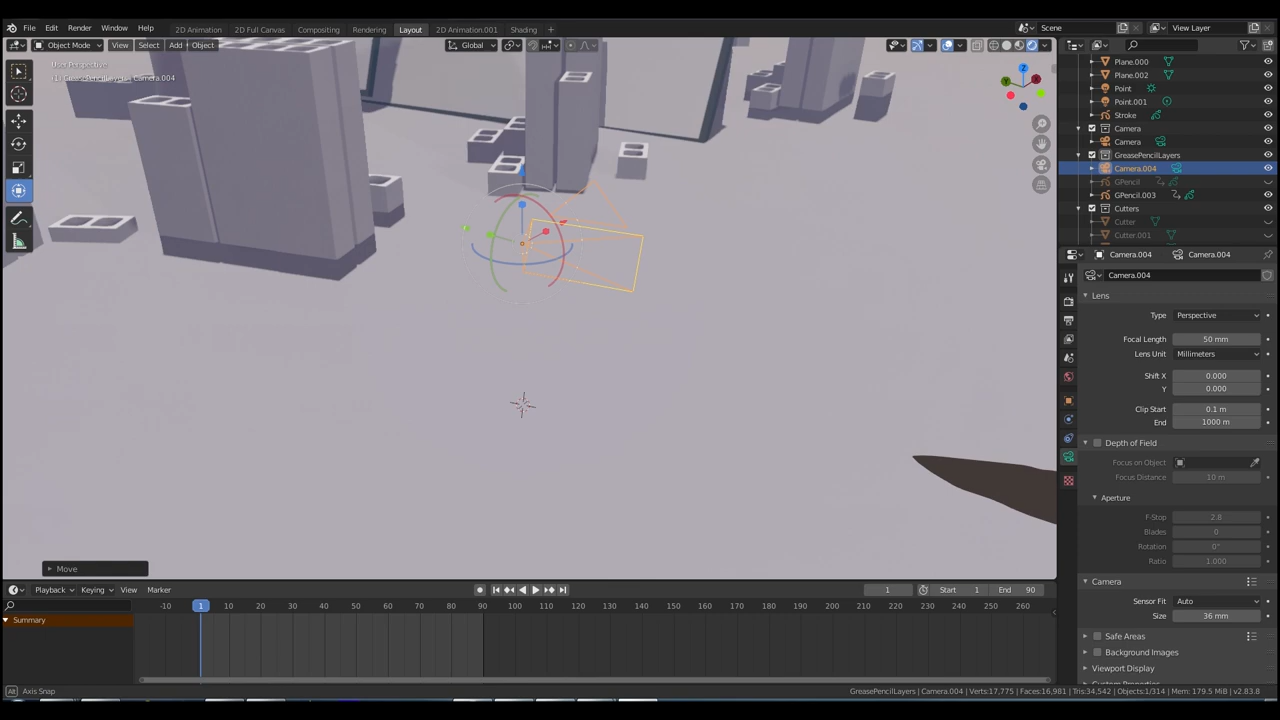 File Edit Render Window Help
2D Animation 2D Full Canvas Compositing Rendering Layout 2D Animation.001 Shading
Scene
View Layer
Object Mode View Select Add Object
Global
User Perspective
(1) GreasePencilLayers | Camera.004
Plane.000
Plane.002
Point
Point.001
Stroke
Camera
Camera
GreasePencilLayers
Camera.004
GPencil
GPencil.003
Cutters
Cutter
Cutter.001
Camera.004 Camera.004
Camera.004
Lens
Type Perspective
Focal Length 50 mm
Lens Unit Millimeters
Shift X 0.000
Y 0.000
Clip Start 0.1 m
End 1000 m
Depth of Field
Focus on Object
Focus Distance 10 m
Aperture
F-Stop 2.8
Blades 0
Rotation 0°
Ratio 1.000
Camera
Sensor Fit Auto
Size 36 mm
Safe Areas
Background Images
Viewport Display
Move
Playback Keying View Marker
1 Start 1 End 90
-10 1 10 20 30 40 50 60 70 80 90 100 110 120 130 140 150 160 170 180 190 200 210 220 230 240 250 260
Summary
Alt Axis Snap
GreasePencilLayers | Camera.004 | Verts:17,775 | Faces:16,981 | Tris:34,542 | Objects:1/314 | Mem: 179.5 MiB | v2.83.8